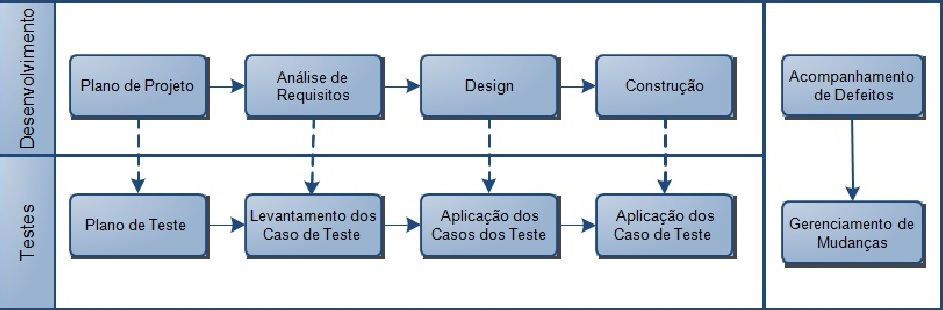 Desenvolvimento
Plano de Projeto
Análise de
Requisitos
Design
Construção
Acompanhamento
de Defeitos
Testes
Plano de Teste
Levantamento dos
Caso de Teste
Aplicação dos
Casos dos Teste
Aplicação dos
Caso de Teste
Gerenciamento de
Mudanças